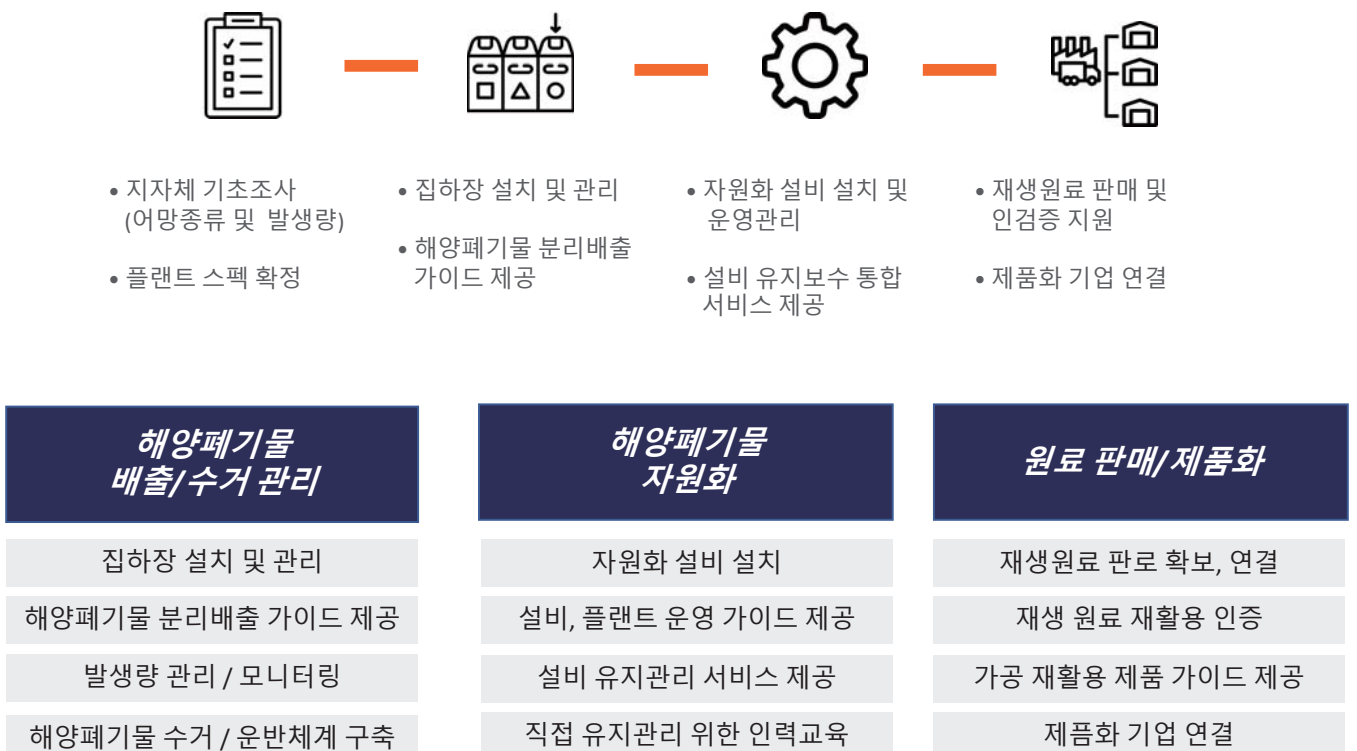 • 지자체 기초조사
(어망종류 및 발생량)
• 플랜트 스펙 확정
• 집하장 설치 및 관리
• 해양폐기물 분리배출
가이드 제공
• 자원화 설비 설치 및
운영관리
• 설비 유지보수 통합
서비스 제공
• 재생원료 판매 및
인검증 지원
• 제품화 기업 연결
해양폐기물
배출/수거 관리
집하장 설치 및 관리
해양폐기물 분리배출 가이드 제공
발생량 관리 / 모니터링
해양폐기물 수거 / 운반체계 구축
해양폐기물
자원화
자원화 설비 설치
설비, 플랜트 운영 가이드 제공
설비 유지관리 서비스 제공
직접 유지관리 위한 인력교육
원료 판매/제품화
재생원료 판로 확보, 연결
재생 원료 재활용 인증
가공 재활용 제품 가이드 제공
제픔화 기업 연결